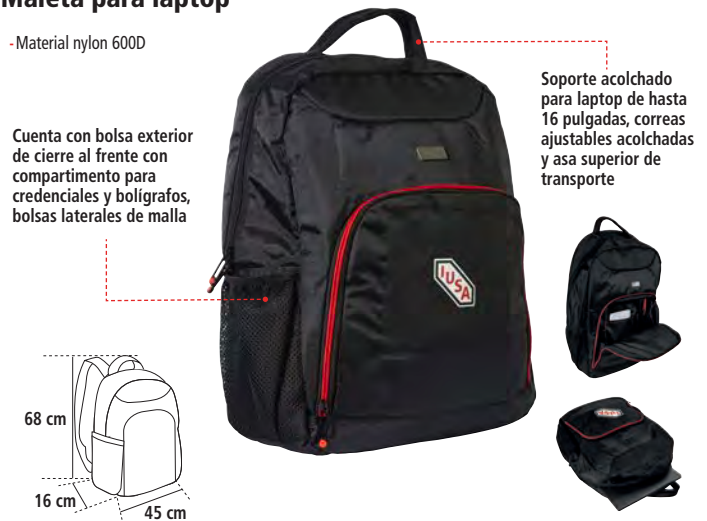 Maleta para laptop
- Material nylon 600D
Soporte acolchado
para laptop de hasta
16 pulgadas, correas
ajustables acolchadas
y asa superior de
transporte
Cuenta con bolsa exterior
de cierre al frente con
compartimento para
credenciales y bolígrafos,
bolsas laterales de malla
IUSA
IUSA
68 cm
16 cm
45 cm